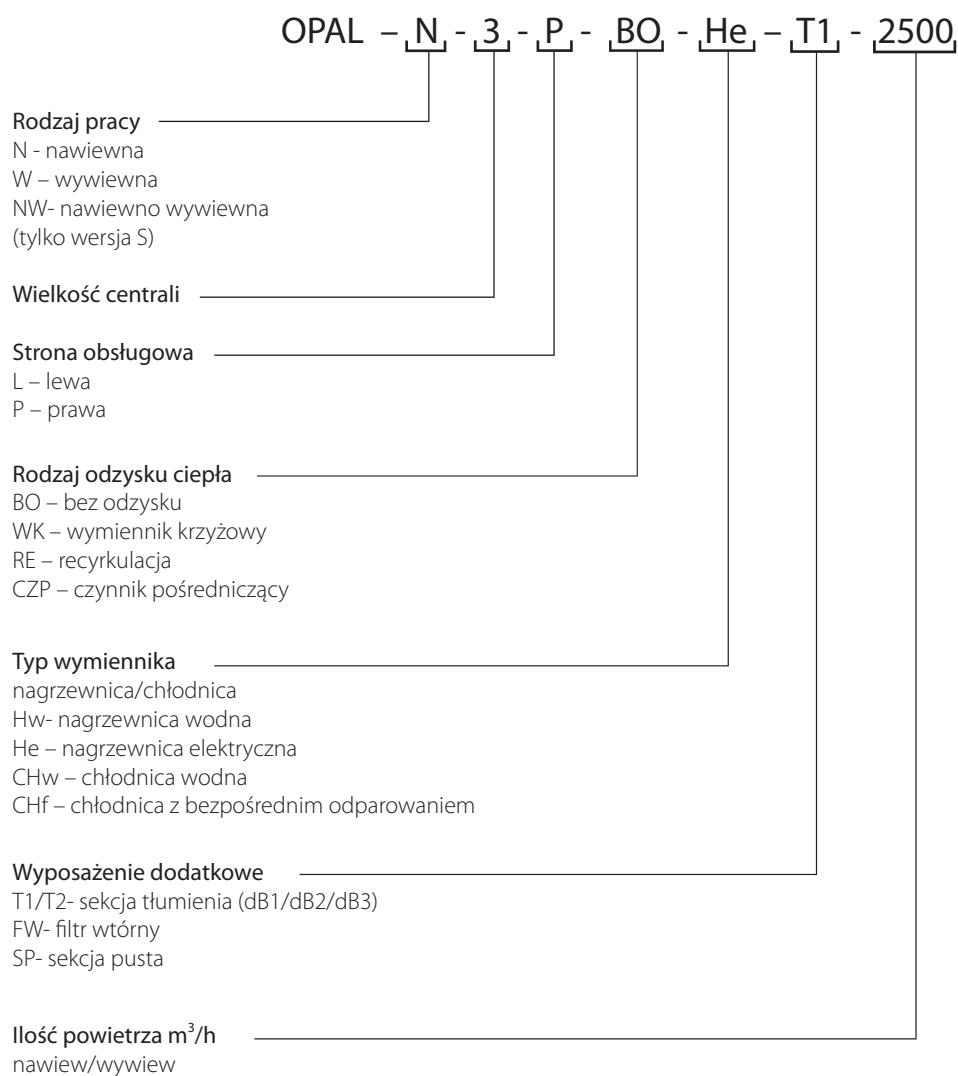 OPAL – N - 3 - P - BO - He – T1 - 2500
Rodzaj pracy
N - nawiewna
W – wywiewna
NW- nawiewno wywiewna
(tylko wersja S)
Wielkość centrali
Strona obsługowa
L – lewa
P – prawa
Rodzaj odzysku ciepła
BO – bez odzysku
WK – wymiennik krzyżowy
RE – recyrkulacja
CZP – czynnik pośredniczący
Typ wymiennika
nagrzewnica/chłodnica
Hw- nagrzewnica wodna
He – nagrzewnica elektryczna
CHw – chłodnica wodna
CHf – chłodnica z bezpośrednim odparowaniem
Wyposażenie dodatkowe
T1/T2- sekcja tłumienia (dB1/dB2/dB3)
FW- filtr wtórny
SP- sekcja pusta
Ilość powietrza m³/h
nawiew/wywiew